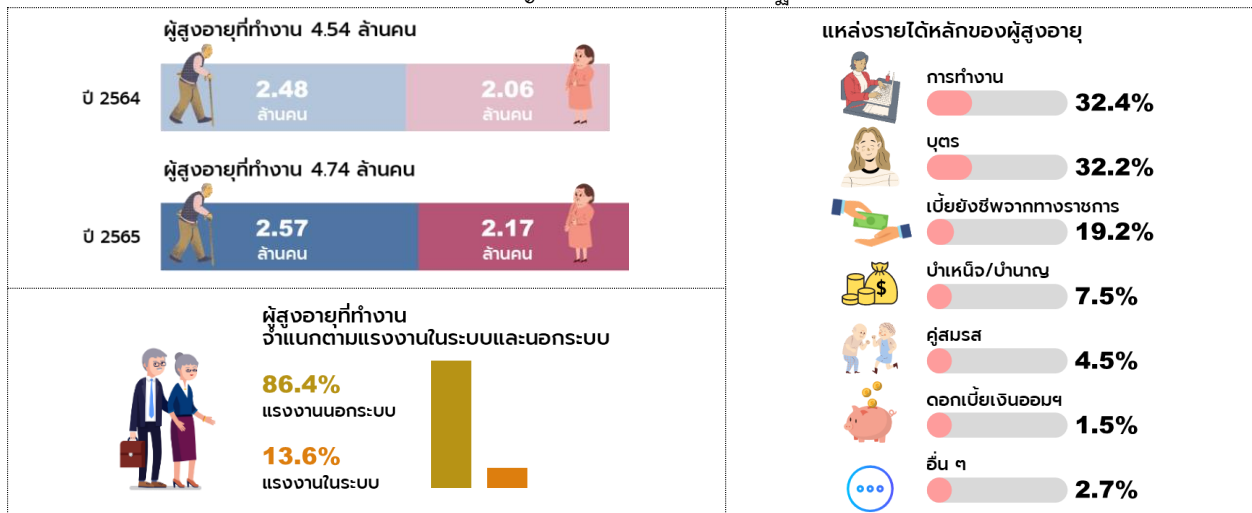 ผู้สูงอายุที่ทำงาน 4.54 ล้านคน
ปี 2564
2.48
ล้านคน
2.06
ล้านคน
ผู้สูงอายุที่ทำงาน 4.74 ล้านคน
ปี 2565
2.57
ล้านคน
2.17
ล้านคน
ผู้สูงอายุที่ทำงาน
จำแนกตามแรงงานในระบบและนอกระบบ
86.4%
แรงงานนอกระบบ
13.6%
แรงงานในระบบ
แหล่งรายได้หลักของผู้สูงอายุ
การทำงาน
32.4%
บุตร
32.2%
เบี้ยยังชีพจากทางราชการ
19.2%
บำเหน็จ/บำนาญ
7.5%
คู่สมรส
4.5%
ดอกเบี้ยเงินออมฯ
1.5%
อื่น ๆ
2.7%